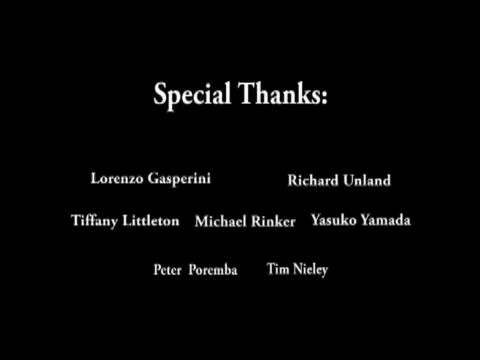 Special Thanks:
Lorenzo Gasperini Richard Unland
Tiffany Littleton Michael Rinker Yasuko Yamada
Peter Poremba Tim Nieley